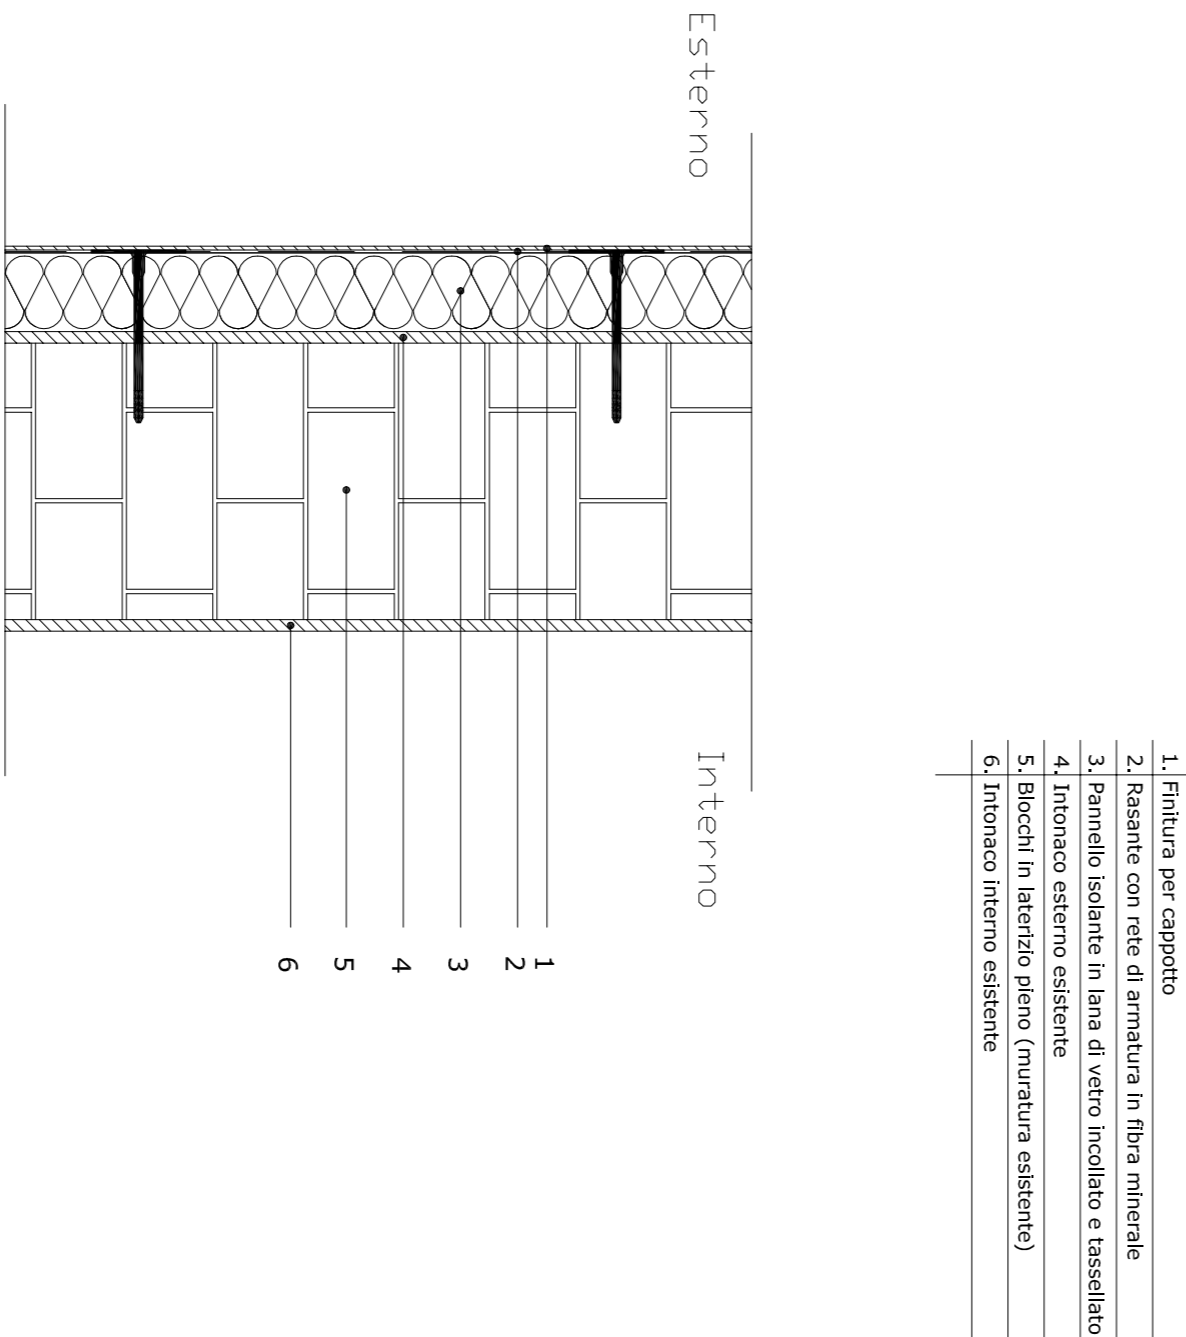 Esterno
Interno
1
2
3
4
5
6
1. Finitura per cappotto
2. Rasante con rete di armatura in fibra minerale
3. Pannello isolante in lana di vetro incollato e tassellato
4. Intonaco esterno esistente
5. Blocchi in laterizio pieno (muratura esistente)
6. Intonaco interno esistente